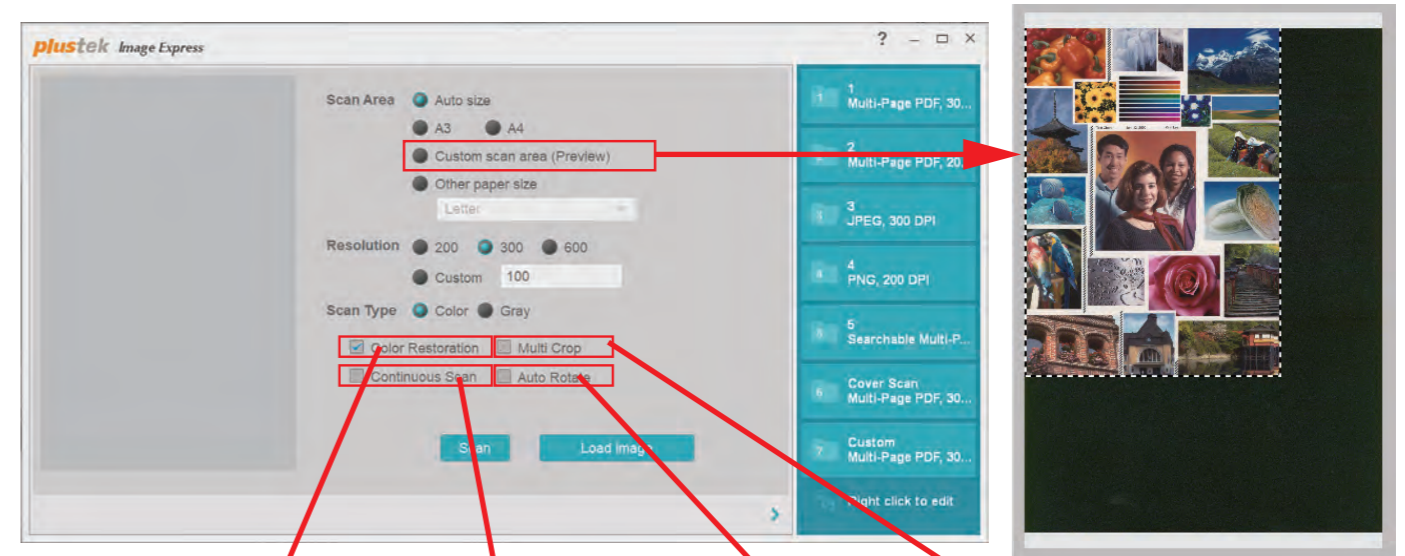 plustek Image Express
? – □ ×
Scan Area Auto size
A3 A4
Custom scan area (Preview)
Other paper size
Letter
Resolution 200 300 600
Custom 100
Scan Type Color Gray
Color Restoration Multi Crop
Continuous Scan Auto Rotate
Scan Load Image
1 1
Multi-Page PDF, 30...
2
Multi-Page PDF, 20...
3 3
JPEG, 300 DPI
4 4
PNG, 200 DPI
5 5
Searchable Multi-P...
6 Cover Scan
Multi-Page PDF, 30...
7 Custom
Multi-Page PDF, 30...
Right click to edit